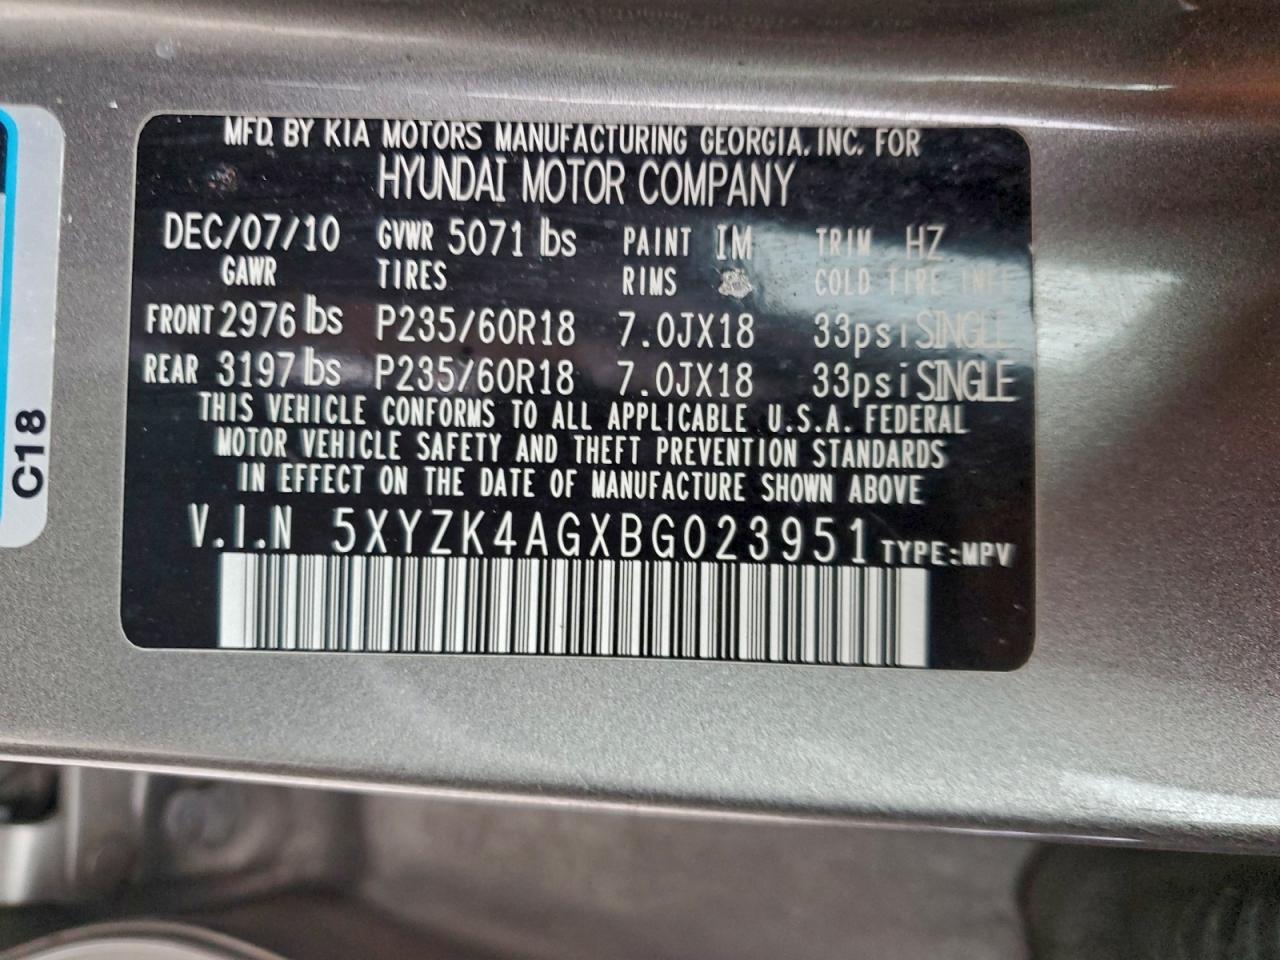 MFD. BY KIA MOTORS MANUFACTURING GEORGIA, INC. FOR
HYUNDAI MOTOR COMPANY
DEC/07/10 GVWR 5071 lbs PAINT IM TRIM HZ
GAWR TIRES RIMS COLD TIRE INFL
FRONT 2976 lbs P235/60R18 7.0JX18 33psi SINGLE
REAR 3197 lbs P235/60R18 7.0JX18 33psi SINGLE
THIS VEHICLE CONFORMS TO ALL APPLICABLE U.S.A. FEDERAL
MOTOR VEHICLE SAFETY AND THEFT PREVENTION STANDARDS
IN EFFECT ON THE DATE OF MANUFACTURE SHOWN ABOVE
V.I.N 5XYZK4AGXBG023951 TYPE:MPV
C18